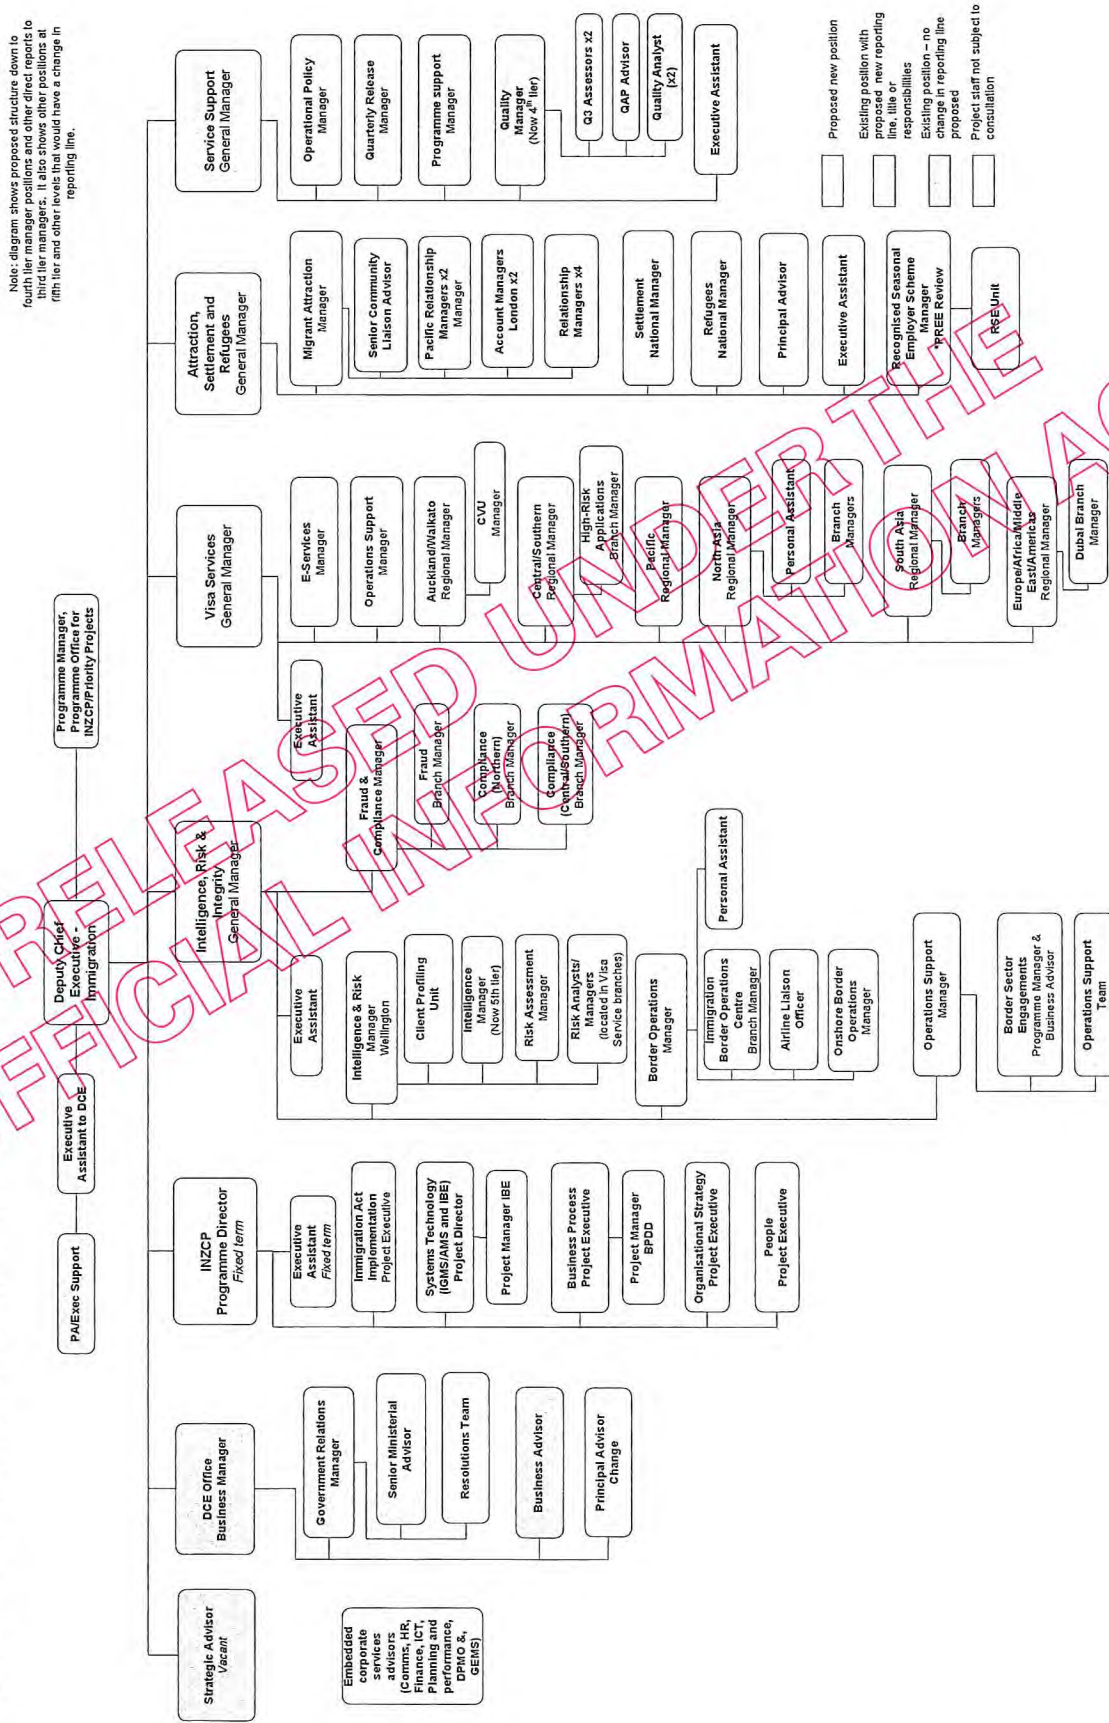 Note: diagram shows proposed structure down to
fourth tier manager positions and other direct reports to
third tier managers. It also shows other positions at
fifth tier and other levels that would have a change in
reporting line.
PA/Exec Support
Executive
Assistant to DCE
Deputy Chief
Executive -
Immigration
Programme Manager,
Programme Office for
INZCP/Priority Projects
Strategic Advisor
Vacant
Embedded
corporate
services
advisors
(Comms, HR,
Finance, ICT,
Planning and
performance,
DPMO &,
GEMS)
DCE Office
Business Manager
Government Relations
Manager
Senior Ministerial
Advisor
Resolutions Team
Business Advisor
Principal Advisor
Change
INZCP
Programme Director
Fixed term
Executive
Assistant
Fixed term
Immigration Act
Implementation
Project Executive
Systems Technology
(IGMS/AMS and IBE)
Project Director
Project Manager IBE
Business Process
Project Executive
Project Manager
BPDD
Organisational Strategy
Project Executive
People
Project Executive
Intelligence, Risk &
Integrity
General Manager
Executive
Assistant
Intelligence & Risk
Manager
Wellington
Client Profiling
Unit
Intelligence
Manager
(Now 5th tier)
Risk Assessment
Manager
Risk Analysts/
Managers
(located in Visa
Service branches)
Border Operations
Manager
Personal Assistant
Immigration
Border Operations
Centre
Branch Manager
Airline Liaison
Officer
Onshore Border
Operations
Manager
Operations Support
Manager
Border Sector
Engagements
Programme Manager &
Business Advisor
Operations Support
Team
Fraud &
Compliance Manager
Fraud
Branch Manager
Compliance
(Northern)
Branch Manager
Compliance
(Central/Southern)
Branch Manager
Visa Services
General Manager
Executive
Assistant
E-Services
Manager
Operations Support
Manager
Auckland/Waikato
Regional Manager
CVU
Manager
Central/Southern
Regional Manager
High-Risk
Applications
Branch Manager
Pacific
Regional Manager
North Asia
Regional Manager
Personal Assistant
Branch
Managers
South Asia
Regional Manager
Branch
Managers
Europe/Africa/Middle
East/Americas
Regional Manager
Dubai Branch
Manager
Attraction,
Settlement and
Refugees
General Manager
Migrant Attraction
Manager
Senior Community
Liaison Advisor
Pacific Relationship
Managers x2
Manager
Account Managers
London x2
Relationship
Managers x4
Settlement
National Manager
Refugees
National Manager
Principal Advisor
Executive Assistant
Recognised Seasonal
Employer Scheme
Manager
*PREE Review
RSE Unit
Service Support
General Manager
Operational Policy
Manager
Quarterly Release
Manager
Programme support
Manager
Quality
Manager
(Now 4th tier)
Q3 Assessors x2
QAP Advisor
Quality Analyst
(x2)
Executive Assistant
Proposed new position
Existing position with
proposed new reporting
line, title or
responsibilities
Existing position – no
change in reporting line
proposed
Project staff not subject to
consultation
RELEASED UNDER THE
OFFICIAL INFORMATION AC